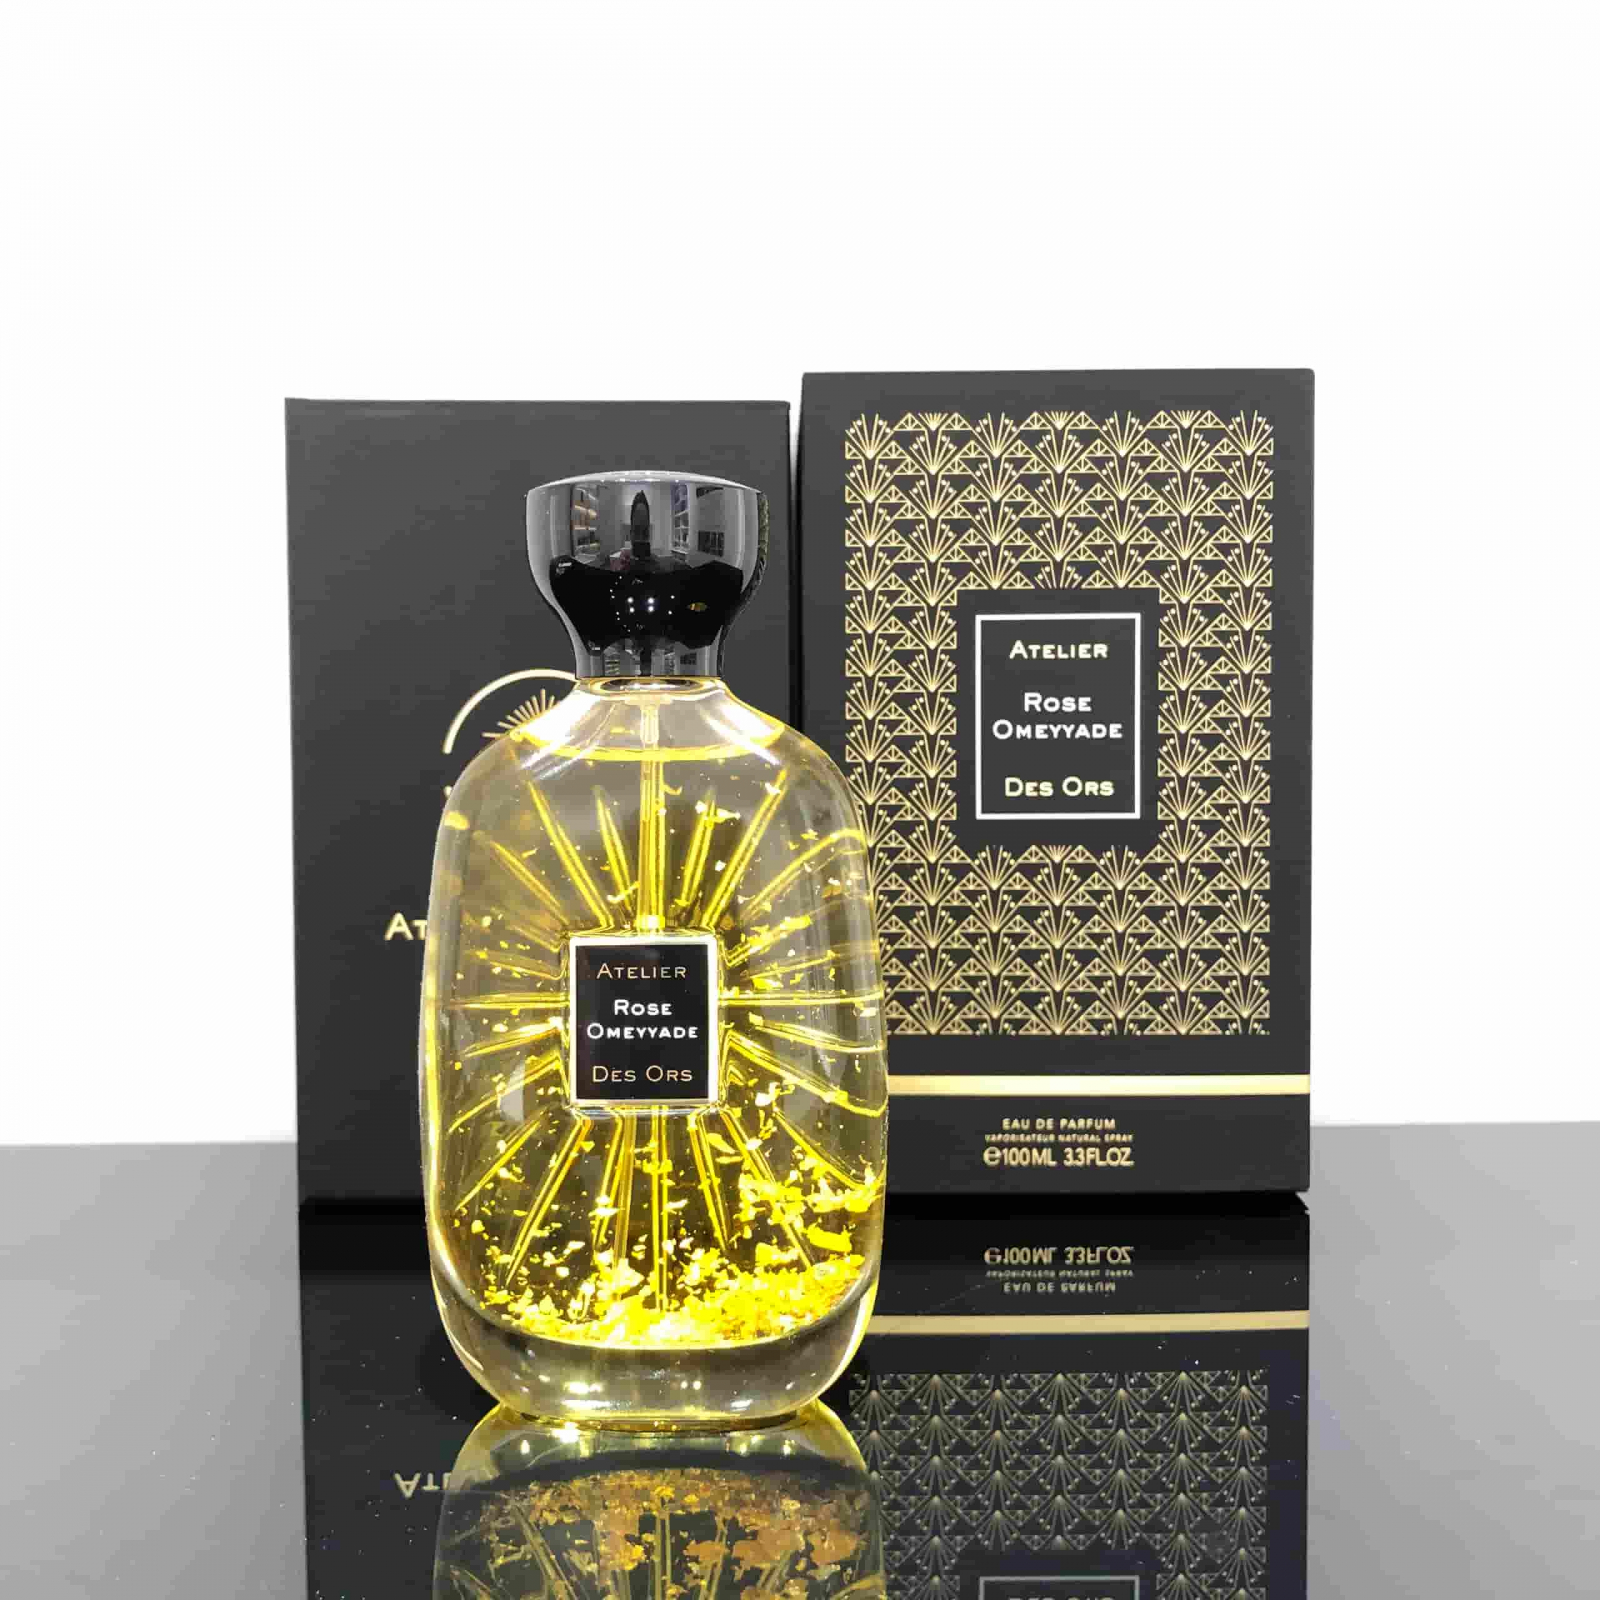 ATELIER
ROSE
OMEYYADE
DES ORS
EAU DE PARFUM
VAPORISATEUR NATURAL SPRAY
℮100ML 3.3FLOZ
AT
ATELIER
ROSE
OMEYYADE
DES ORS